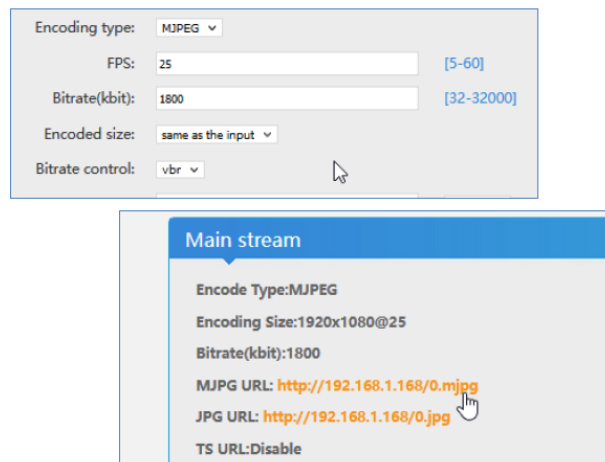 Encoding type: MJPEG
FPS: 25 [5-60]
Bitrate(kbit): 1800 [32-32000]
Encoded size: same as the input
Bitrate control: vbr
Main stream
Encode Type:MJPEG
Encoding Size:1920x1080@25
Bitrate(kbit):1800
MJPG URL: http://192.168.1.168/0.mjpg
JPG URL: http://192.168.1.168/0.jpg
TS URL:Disable